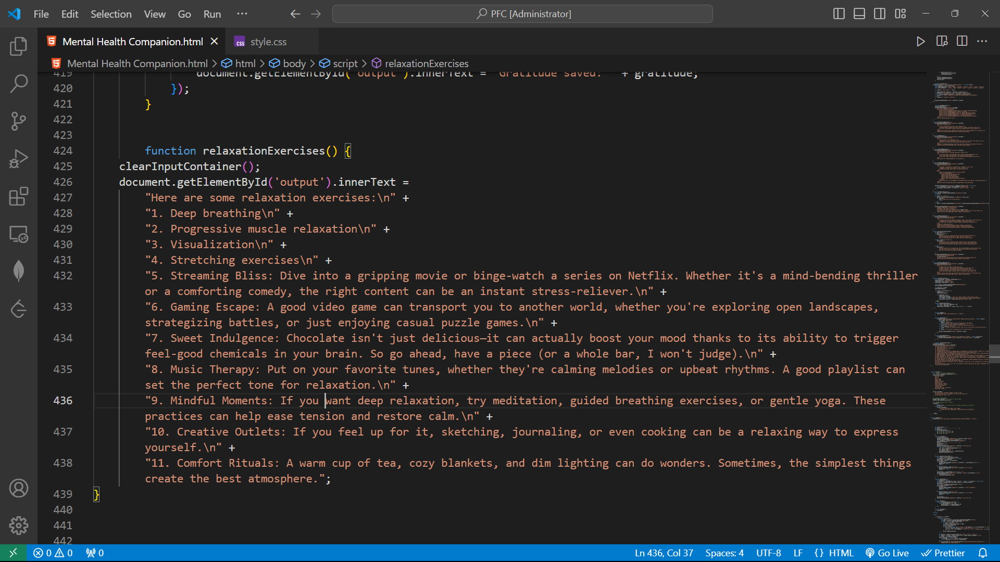 File Edit Selection View Go Run ··· PFC [Administrator]
Mental Health Companion.html style.css
Mental Health Companion.html > html > body > script > relaxationExercises
419 document.getElementById('output').innerText = "Gratitude saved: " + gratitude;
420 });
421 }
422
423
424 function relaxationExercises() {
425 clearInputContainer();
426 document.getElementById('output').innerText =
427 "Here are some relaxation exercises:\n" +
428 "1. Deep breathing\n" +
429 "2. Progressive muscle relaxation\n" +
430 "3. Visualization\n" +
431 "4. Stretching exercises\n" +
432 "5. Streaming Bliss: Dive into a gripping movie or binge-watch a series on Netflix. Whether it's a mind-bending thriller
or a comforting comedy, the right content can be an instant stress-reliever.\n" +
433 "6. Gaming Escape: A good video game can transport you to another world, whether you're exploring open landscapes,
strategizing battles, or just enjoying casual puzzle games.\n" +
434 "7. Sweet Indulgence: Chocolate isn't just delicious—it can actually boost your mood thanks to its ability to trigger
feel-good chemicals in your brain. So go ahead, have a piece (or a whole bar, I won't judge).\n" +
435 "8. Music Therapy: Put on your favorite tunes, whether they're calming melodies or upbeat rhythms. A good playlist can
set the perfect tone for relaxation.\n" +
436 "9. Mindful Moments: If you want deep relaxation, try meditation, guided breathing exercises, or gentle yoga. These
practices can help ease tension and restore calm.\n" +
437 "10. Creative Outlets: If you feel up for it, sketching, journaling, or even cooking can be a relaxing way to express
yourself.\n" +
438 "11. Comfort Rituals: A warm cup of tea, cozy blankets, and dim lighting can do wonders. Sometimes, the simplest things
create the best atmosphere.";
439 }
440
441
442
0 0 0 Ln 436, Col 37 Spaces: 4 UTF-8 LF {} HTML Go Live Prettier